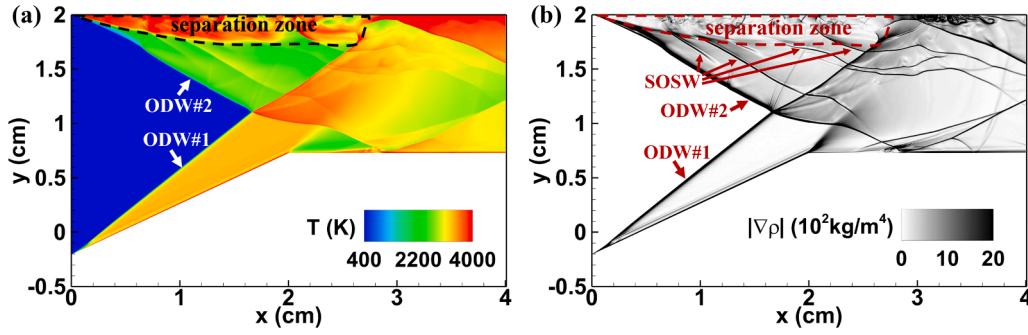 (a)
separation zone
ODW#2
ODW#1
y (cm)
2
1.5
1
0.5
0
-0.5
T (K)
400 2200 4000
0 1 2 3 4
x (cm)
(b)
separation zone
SOSW
ODW#2
ODW#1
y (cm)
2
1.5
1
0.5
0
-0.5
|∇ρ| (10²kg/m⁴)
0 10 20
0 1 2 3 4
x (cm)